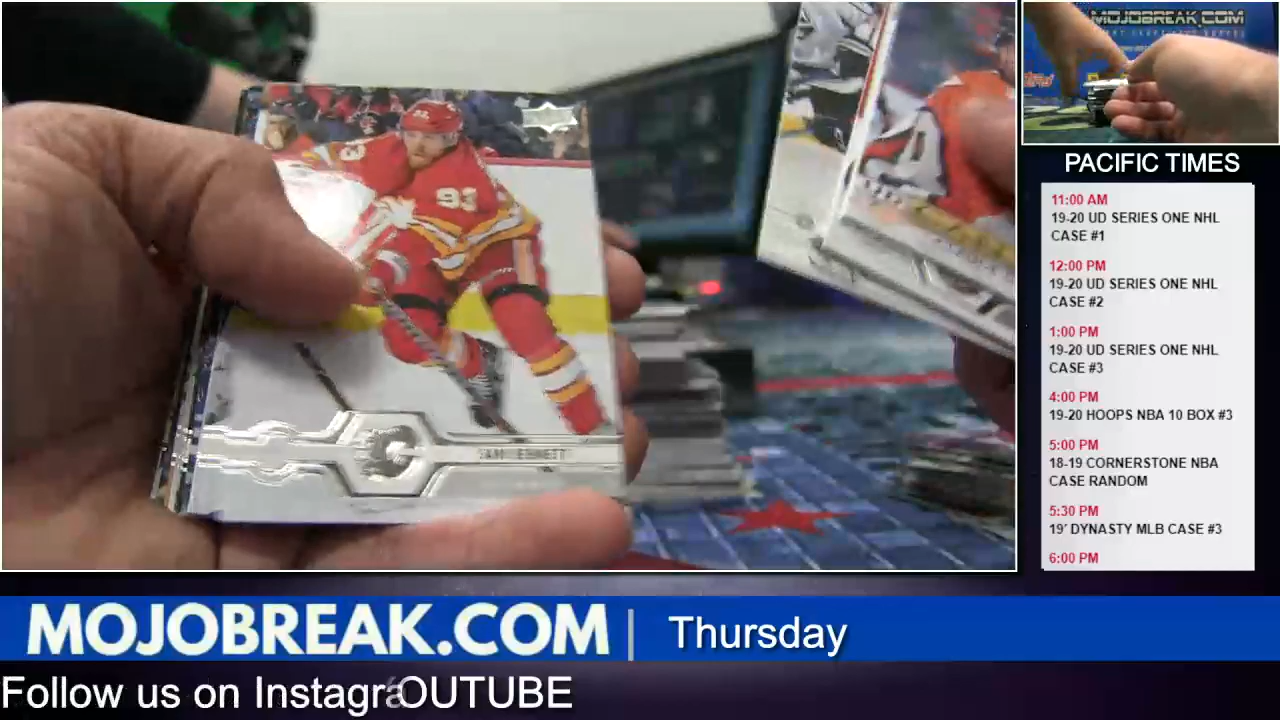 MOJOBREAK.COM
93
PACIFIC TIMES
11:00 AM
19-20 UD SERIES ONE NHL
CASE #1
12:00 PM
19-20 UD SERIES ONE NHL
CASE #2
1:00 PM
19-20 UD SERIES ONE NHL
CASE #3
4:00 PM
19-20 HOOPS NBA 10 BOX #3
5:00 PM
18-19 CORNERSTONE NBA
CASE RANDOM
5:30 PM
19' DYNASTY MLB CASE #3
6:00 PM
MOJOBREAK.COM | Thursday
Follow us on Instagra OUTUBE